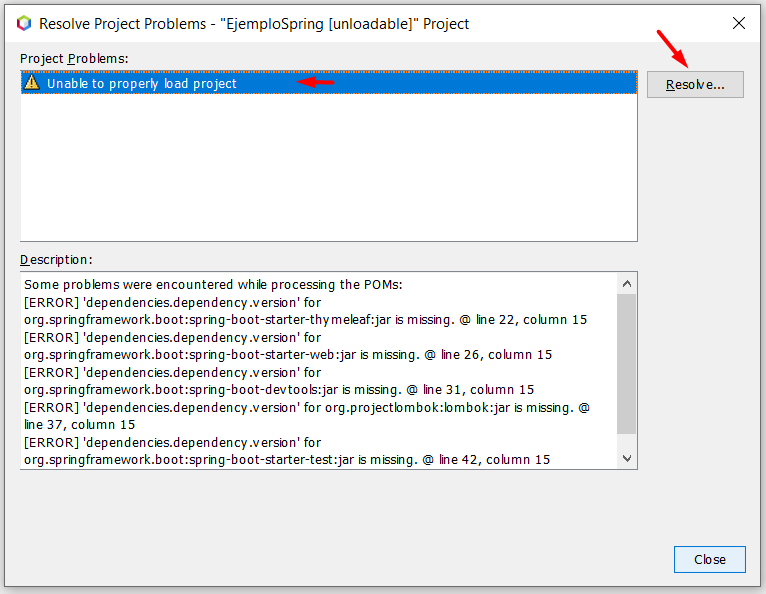 Resolve Project Problems - "EjemploSpring [unloadable]" Project
Project Problems:
Unable to properly load project
Resolve...
Description:
Some problems were encountered while processing the POMs:
[ERROR] 'dependencies.dependency.version' for
org.springframework.boot:spring-boot-starter-thymeleaf:jar is missing. @ line 22, column 15
[ERROR] 'dependencies.dependency.version' for
org.springframework.boot:spring-boot-starter-web:jar is missing. @ line 26, column 15
[ERROR] 'dependencies.dependency.version' for
org.springframework.boot:spring-boot-devtools:jar is missing. @ line 31, column 15
[ERROR] 'dependencies.dependency.version' for org.projectlombok:lombok:jar is missing. @
line 37, column 15
[ERROR] 'dependencies.dependency.version' for
org.springframework.boot:spring-boot-starter-test:jar is missing. @ line 42, column 15
Close